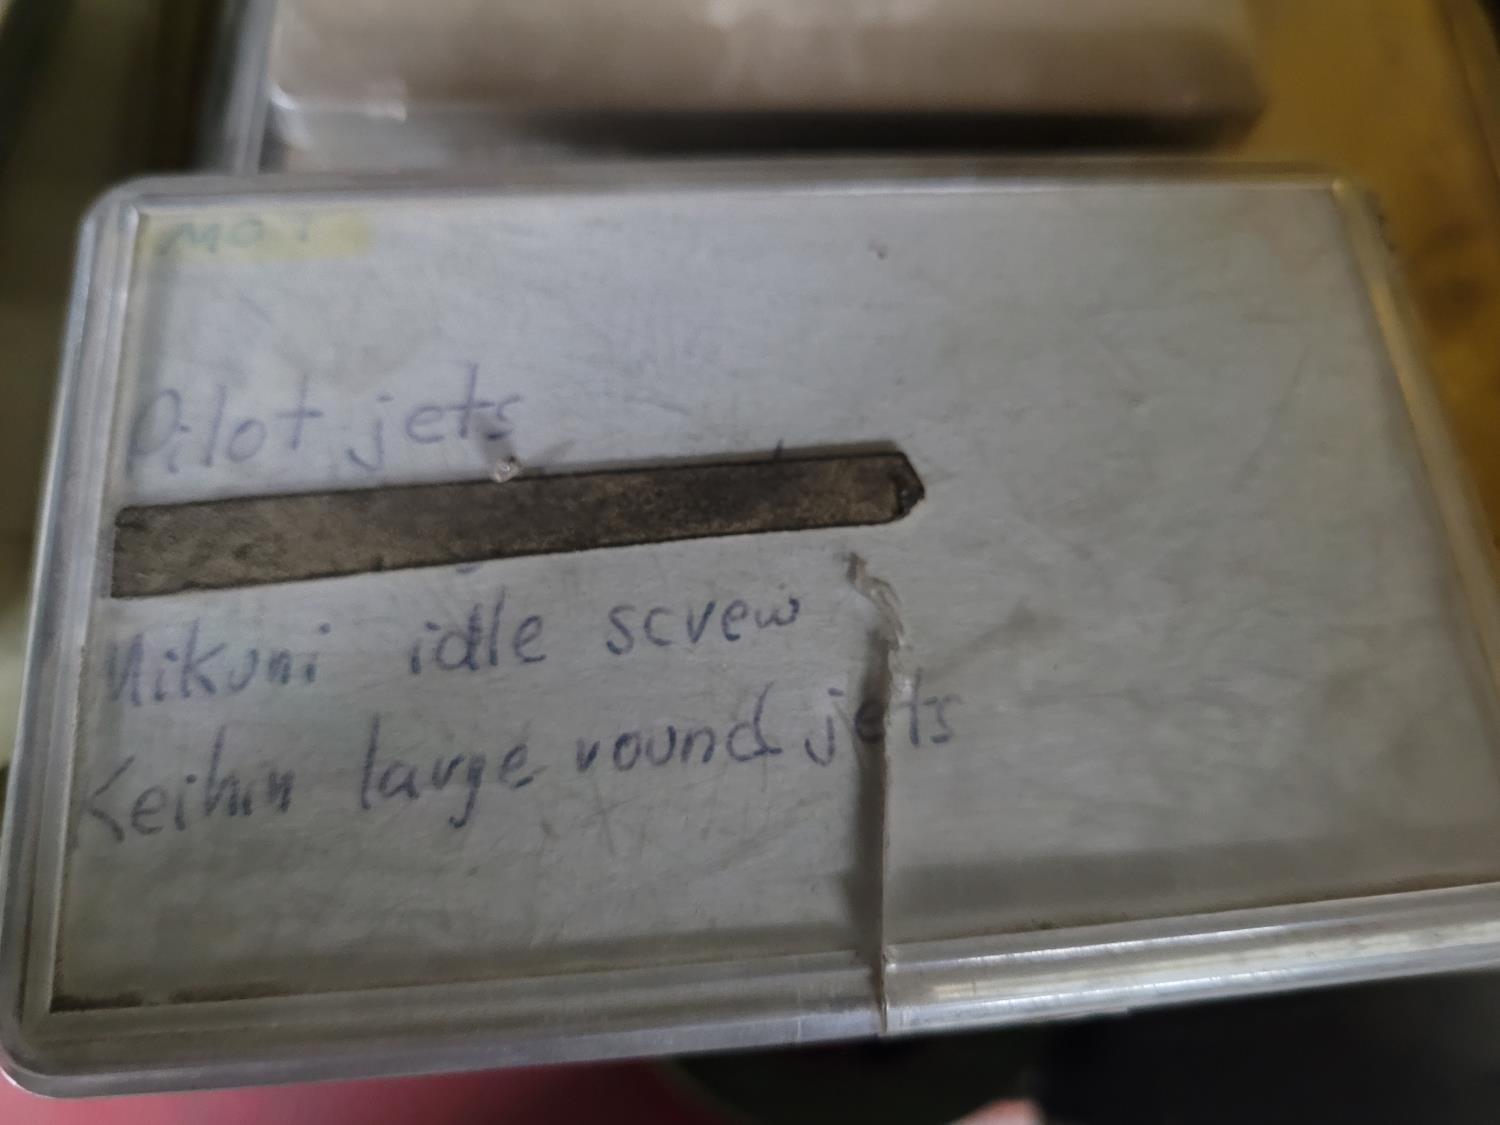 Pilot jets
Mikuni idle screw
Keihin large round jets